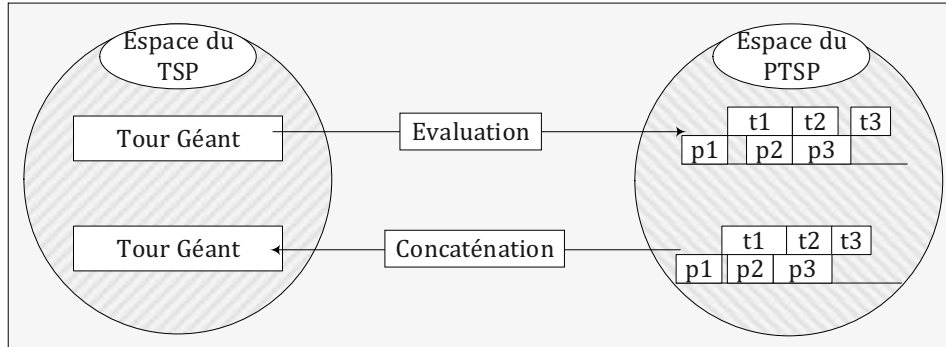 Espace du
TSP
Espace du
PTSP
Tour Géant
Evaluation
t1 t2 t3
p1 p2 p3
Tour Géant
Concaténation
t1 t2 t3
p1 p2 p3